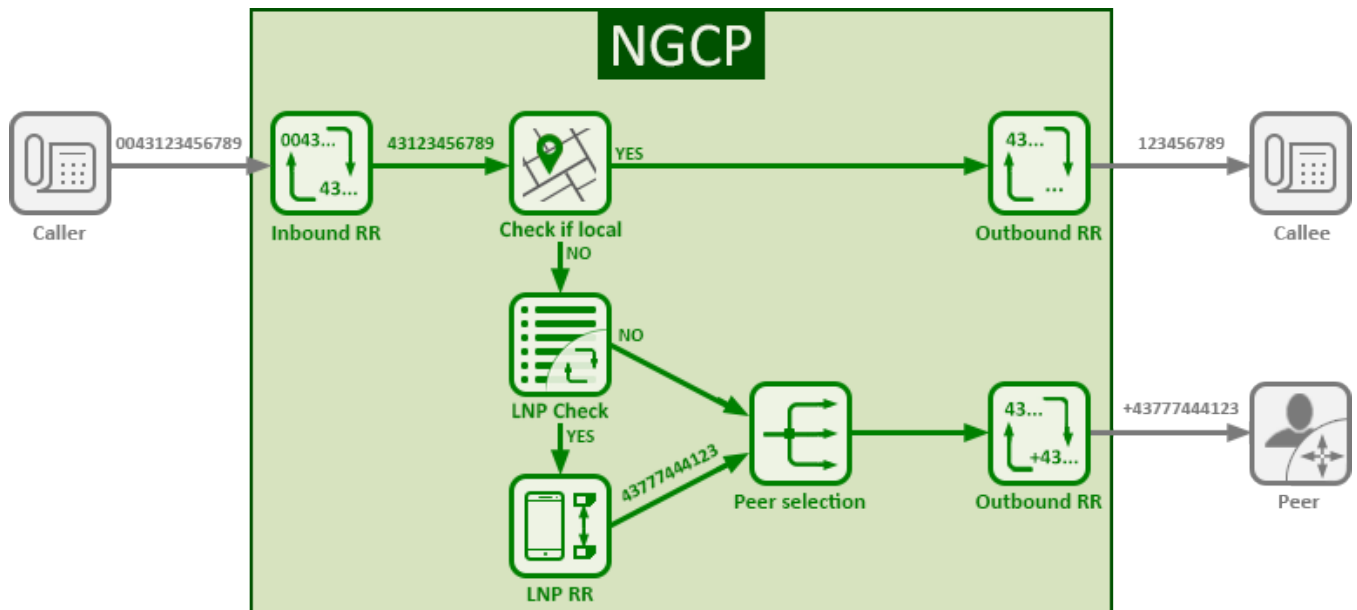 NGCP
0043123456789
0043...
43...
43123456789
YES
43...
...
123456789
Caller
Inbound RR
Check if local
Outbound RR
Callee
NO
NO
LNP Check
YES
43777444123
Peer selection
43...
+43...
+43777444123
Outbound RR
Peer
LNP RR